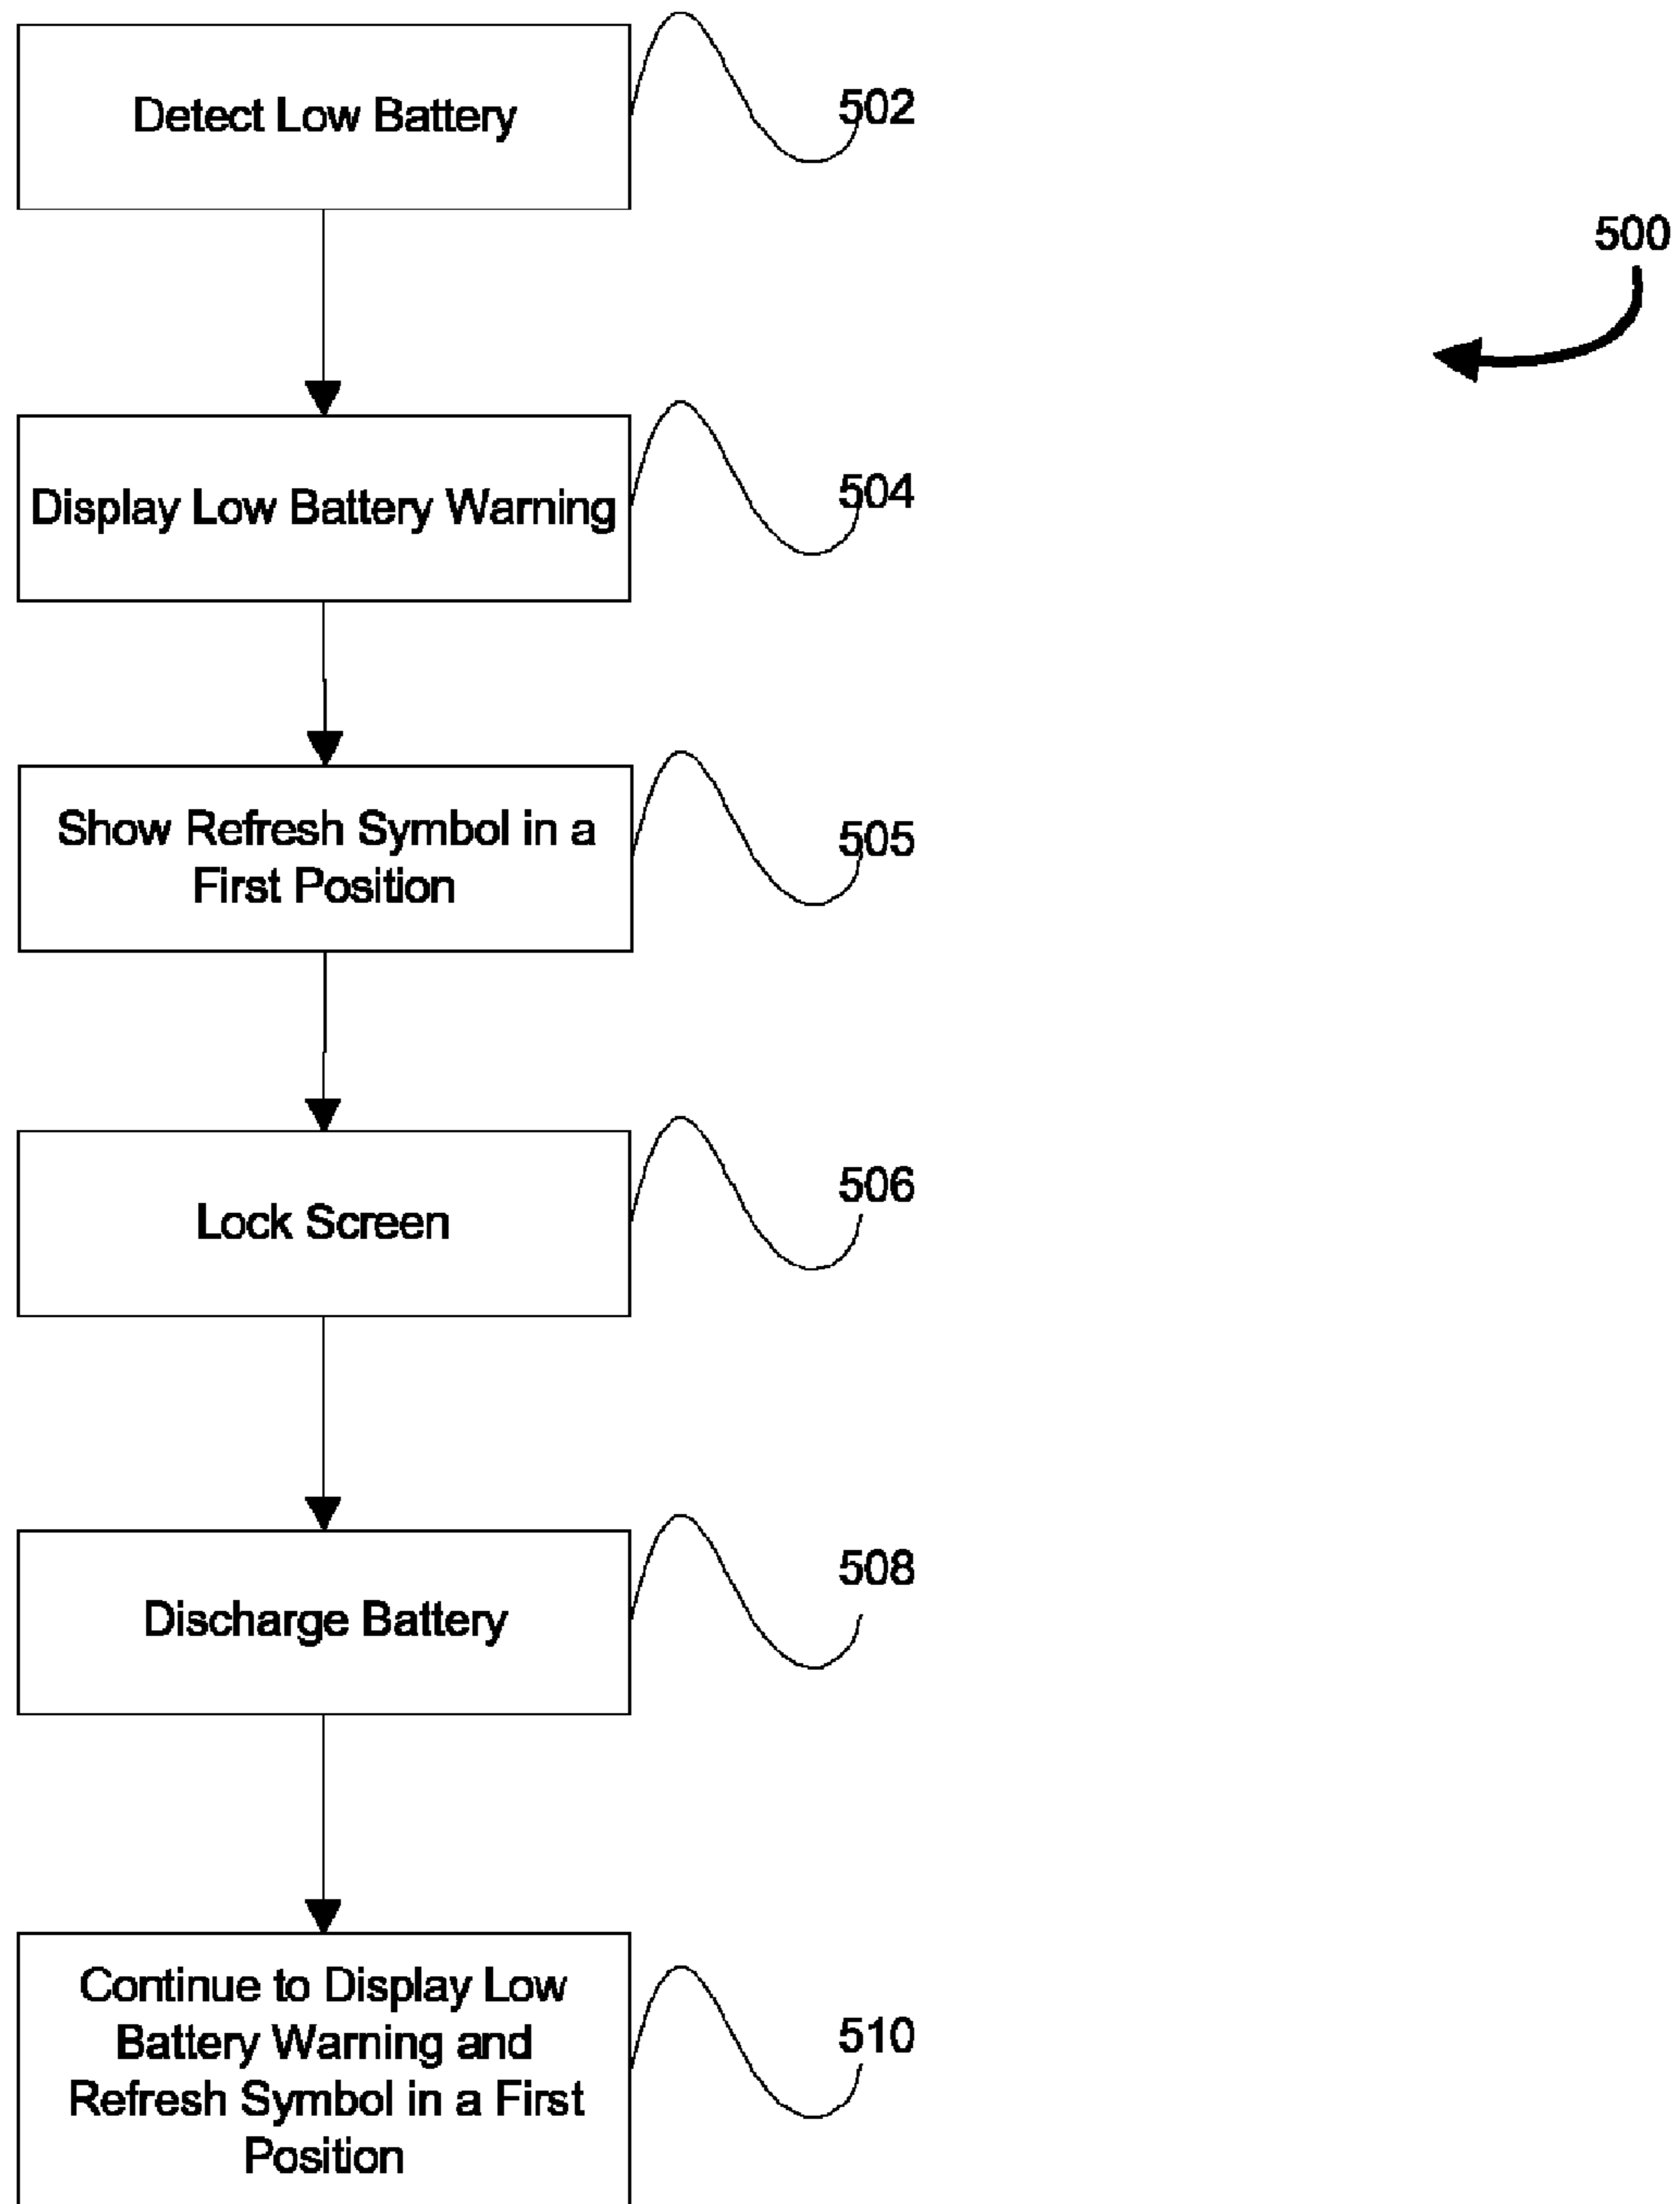 Detect Low Battery
502
500
Display Low Battery Warning
504
Show Refresh Symbol in a
First Position
505
Lock Screen
506
Discharge Battery
508
Continue to Display Low
Battery Warning and
Refresh Symbol in a First
Position
510